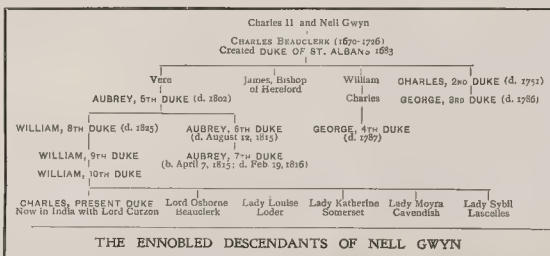 Charles II and Nell Gwyn
CHARLES BEAUCLERK (1670-1726)
Created DUKE OF ST. ALBANS 1683
Vere
James, Bishop
of Hereford
William
CHARLES, 2ND DUKE (d. 1751)
AUBREY, 5TH DUKE (d. 1802)
Charles
GEORGE, 3RD DUKE (d. 1786)
WILLIAM, 8TH DUKE (d. 1825)
AUBREY, 6TH DUKE
(d. August 12, 1815)
GEORGE, 4TH DUKE
(d. 1787)
WILLIAM, 9TH DUKE
AUBREY, 7TH DUKE
(b. April 7, 1815; d. Feb 19, 1816)
WILLIAM, 10TH DUKE
CHARLES, PRESENT DUKE
Now in India with Lord Curzon
Lord Osborne
Beauclerk
Lady Louise
Loder
Lady Katherine
Somerset
Lady Moyra
Cavendish
Lady Sybil
Lascelles
THE ENNOBLED DESCENDANTS OF NELL GWYN